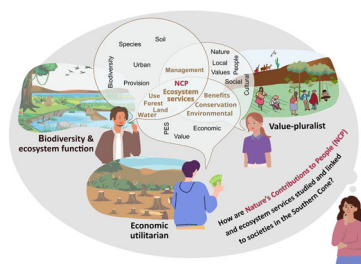 Species
Soil
Biodiversity
Urban
Provision
Management
Nature
Local
Values
People
Social
Cultural
NCP
Ecosystem
services
Use
Forest
Land
Water
Benefits
Conservation
Environmental
PES
Value
Economic
Biodiversity &
ecosystem function
Value-pluralist
Economic
utilitarian
How are Nature's Contributions to People (NCP)
and ecosystem services studied and linked
to societies in the Southern Cone?